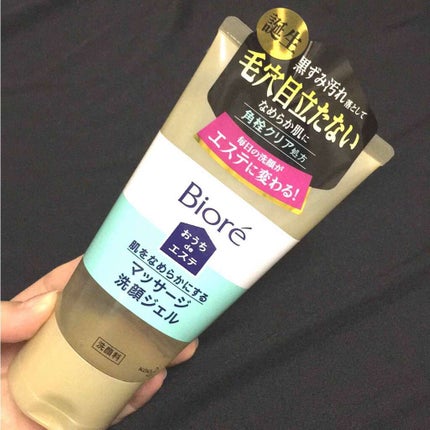 誕生
黒ずみ汚れ落として
毛穴目立たない
なめらか肌に
角栓クリア処方
毎日の洗顔が
エステに変わる!
Bioré
おうち
de
エステ
肌をなめらかにする
マッサージ
洗顔ジェル
洗顔料